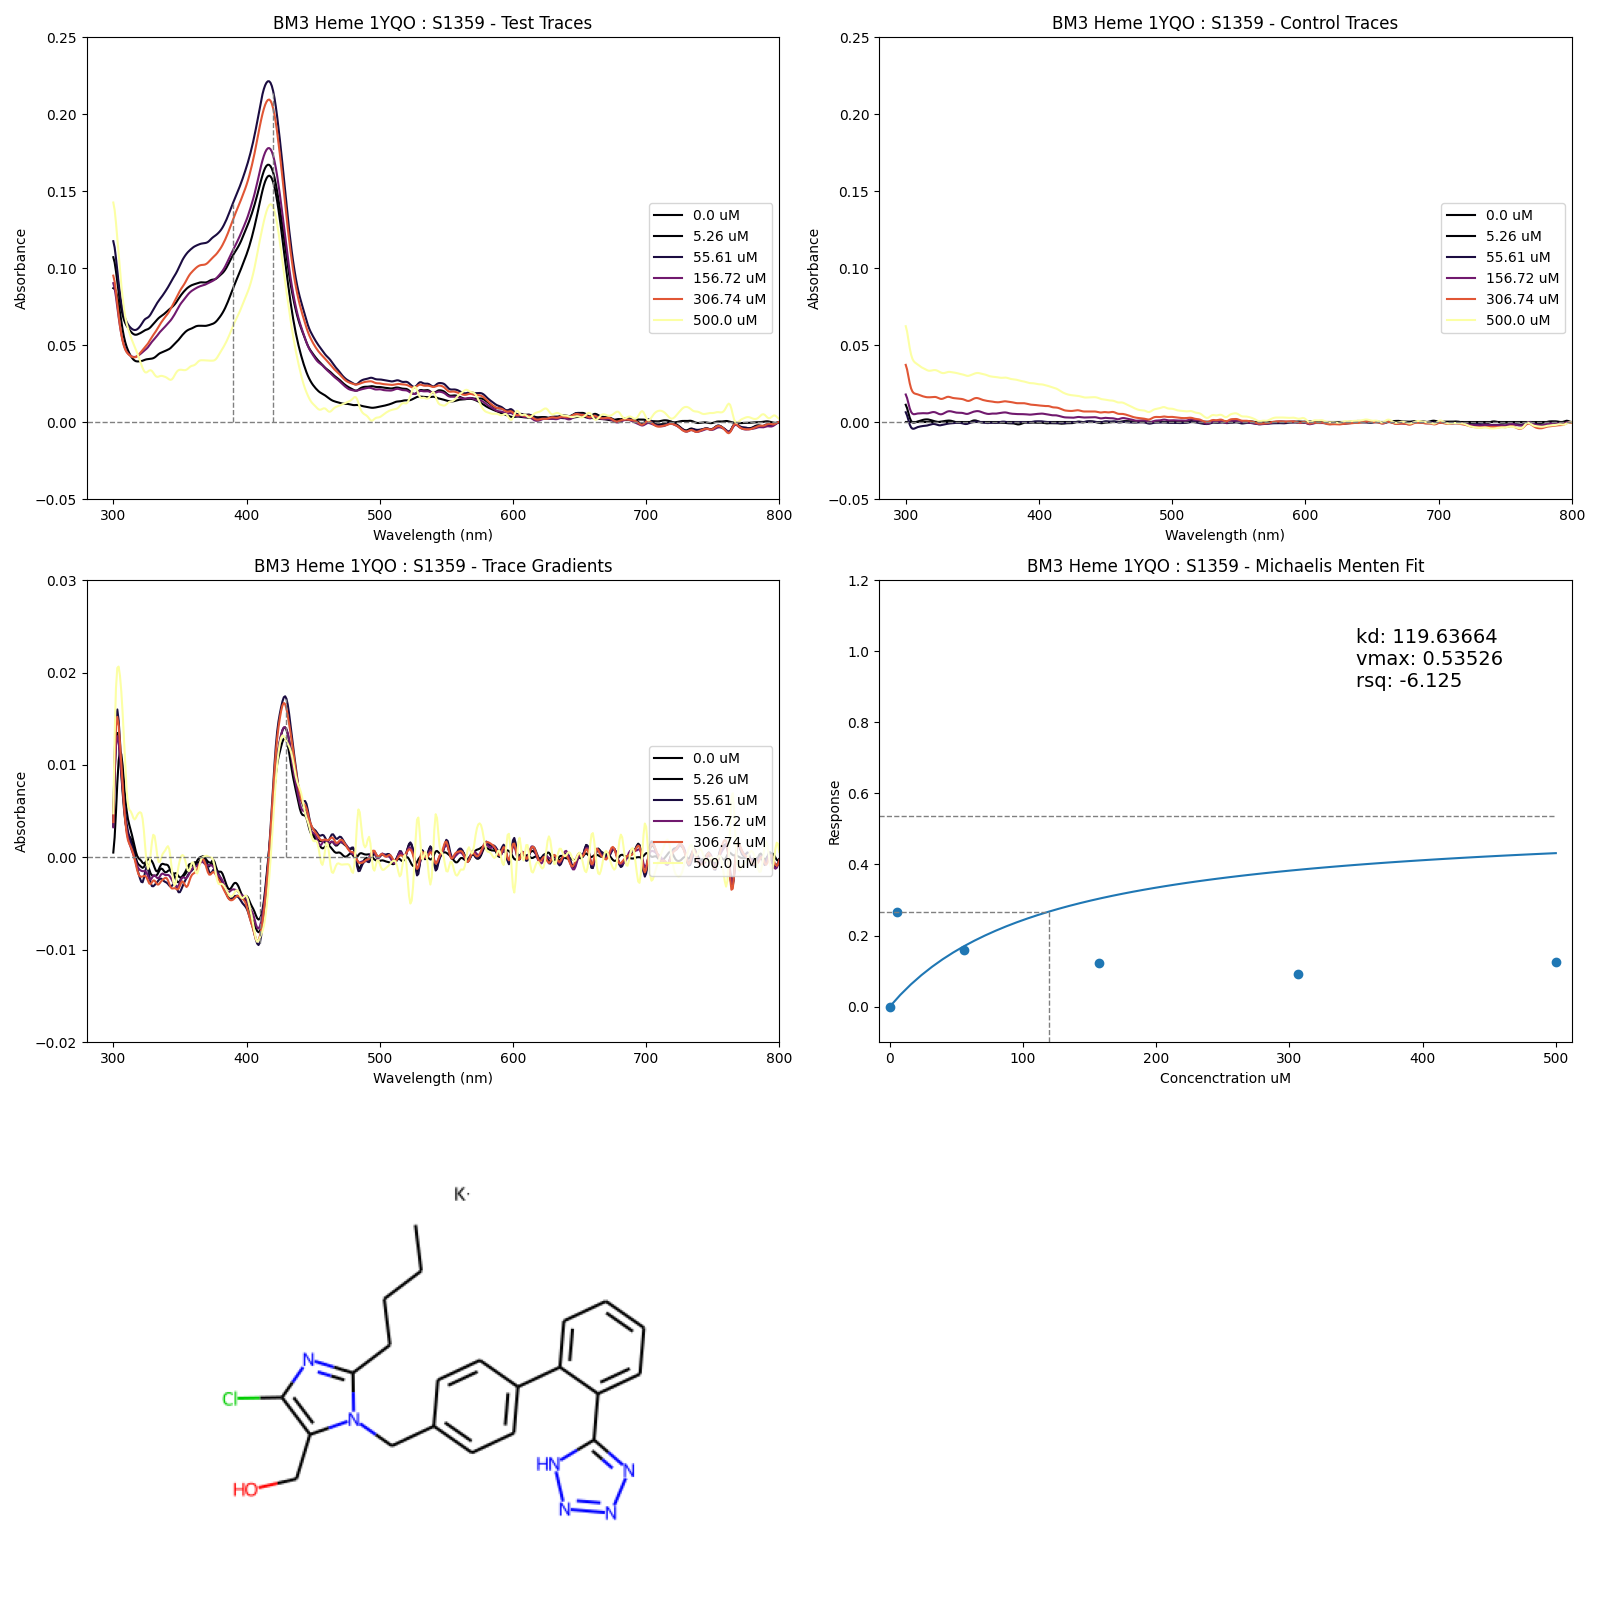 BM3 Heme 1YQO : S1359 - Test Traces
0.25
0.20
0.15
0.10
0.05
0.00
−0.05
Absorbance
300 400 500 600 700 800
Wavelength (nm)
0.0 uM
5.26 uM
55.61 uM
156.72 uM
306.74 uM
500.0 uM
BM3 Heme 1YQO : S1359 - Control Traces
0.25
0.20
0.15
0.10
0.05
0.00
−0.05
Absorbance
300 400 500 600 700 800
Wavelength (nm)
0.0 uM
5.26 uM
55.61 uM
156.72 uM
306.74 uM
500.0 uM
BM3 Heme 1YQO : S1359 - Trace Gradients
0.03
0.02
0.01
0.00
−0.01
−0.02
Absorbance
300 400 500 600 700 800
Wavelength (nm)
0.0 uM
5.26 uM
55.61 uM
156.72 uM
306.74 uM
500.0 uM
BM3 Heme 1YQO : S1359 - Michaelis Menten Fit
1.2
1.0
0.8
0.6
0.4
0.2
0.0
Response
0 100 200 300 400 500
Concenctration uM
kd: 119.63664
vmax: 0.53526
rsq: -6.125
K·
N
Cl
N
HO
HN
N
N
N